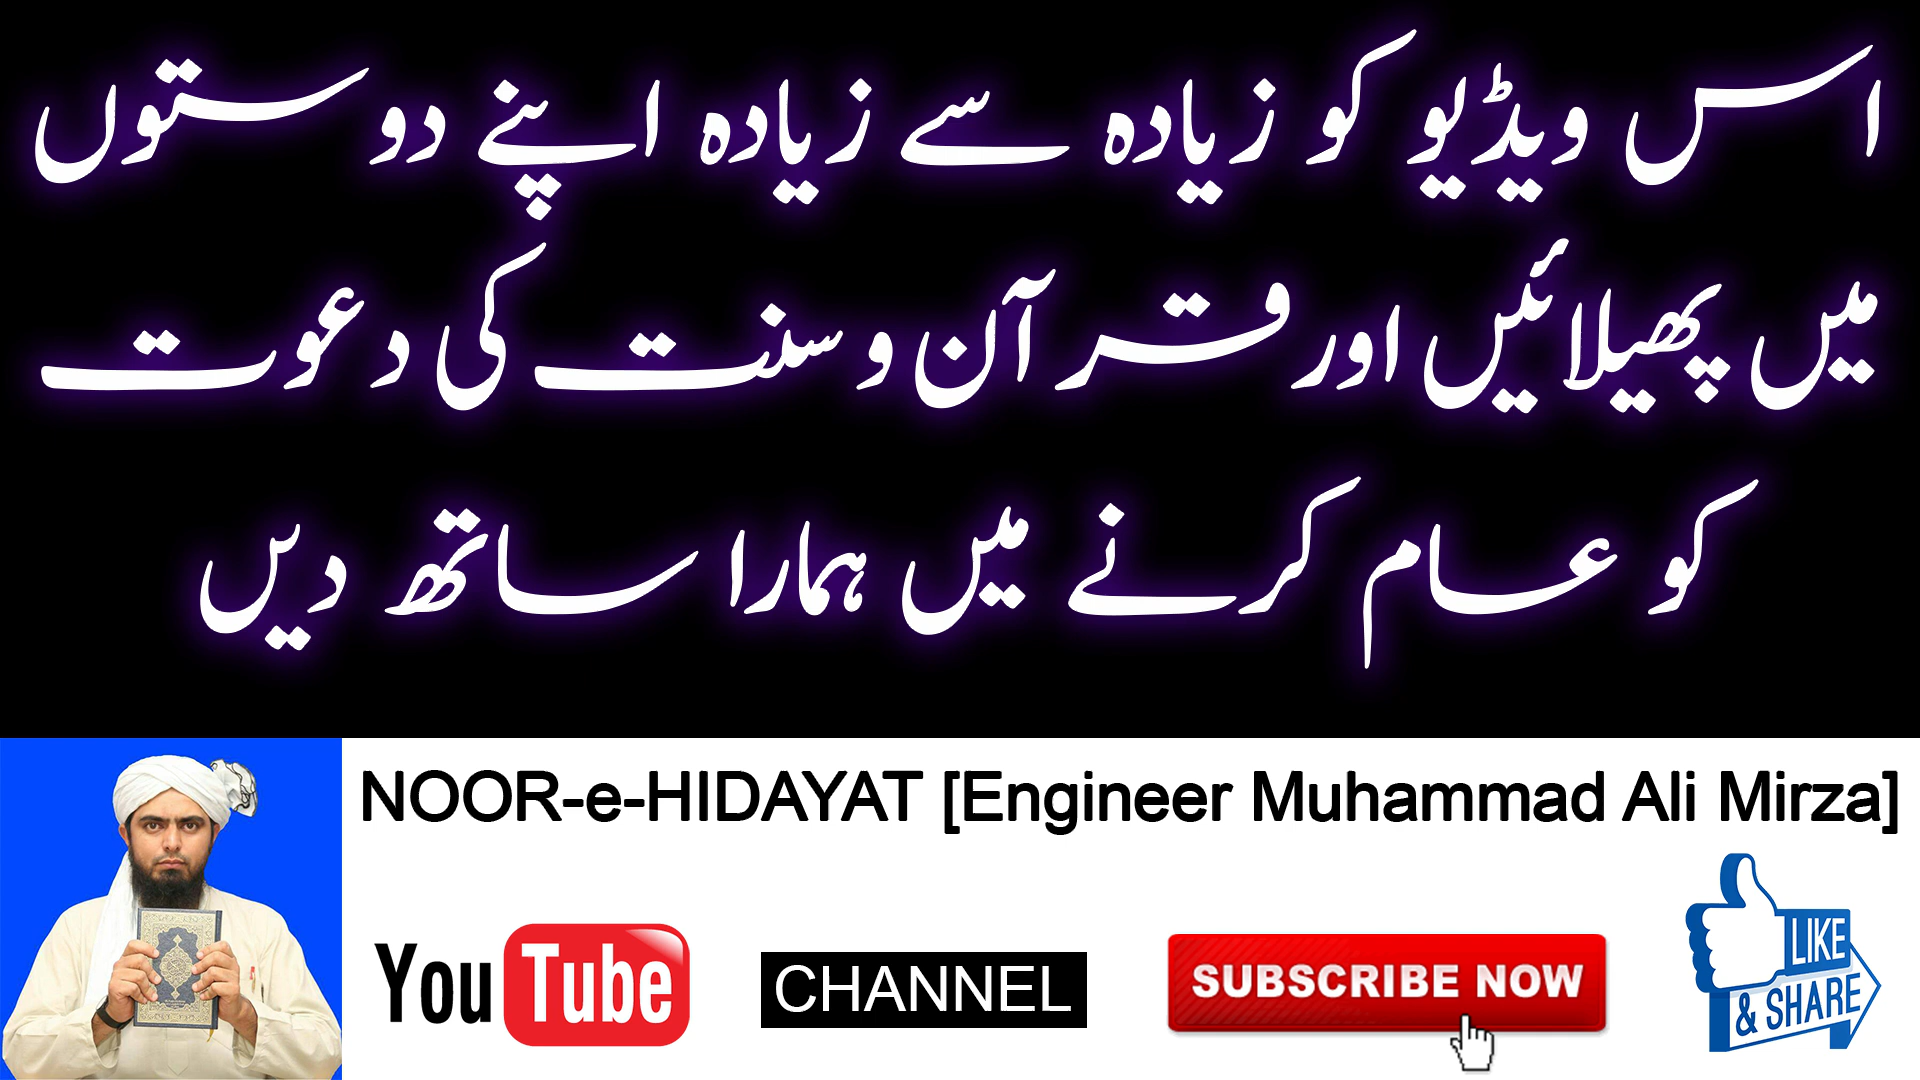 اس ویڈیو کو زیادہ سے زیادہ اپنے دوستوں
میں پھیلائیں اور قرآن و سنت کی دعوت
کو عام کرنے میں ہمارا ساتھ دیں
NOOR-e-HIDAYAT [Engineer Muhammad Ali Mirza]
YouTube CHANNEL SUBSCRIBE NOW
LIKE
& SHARE